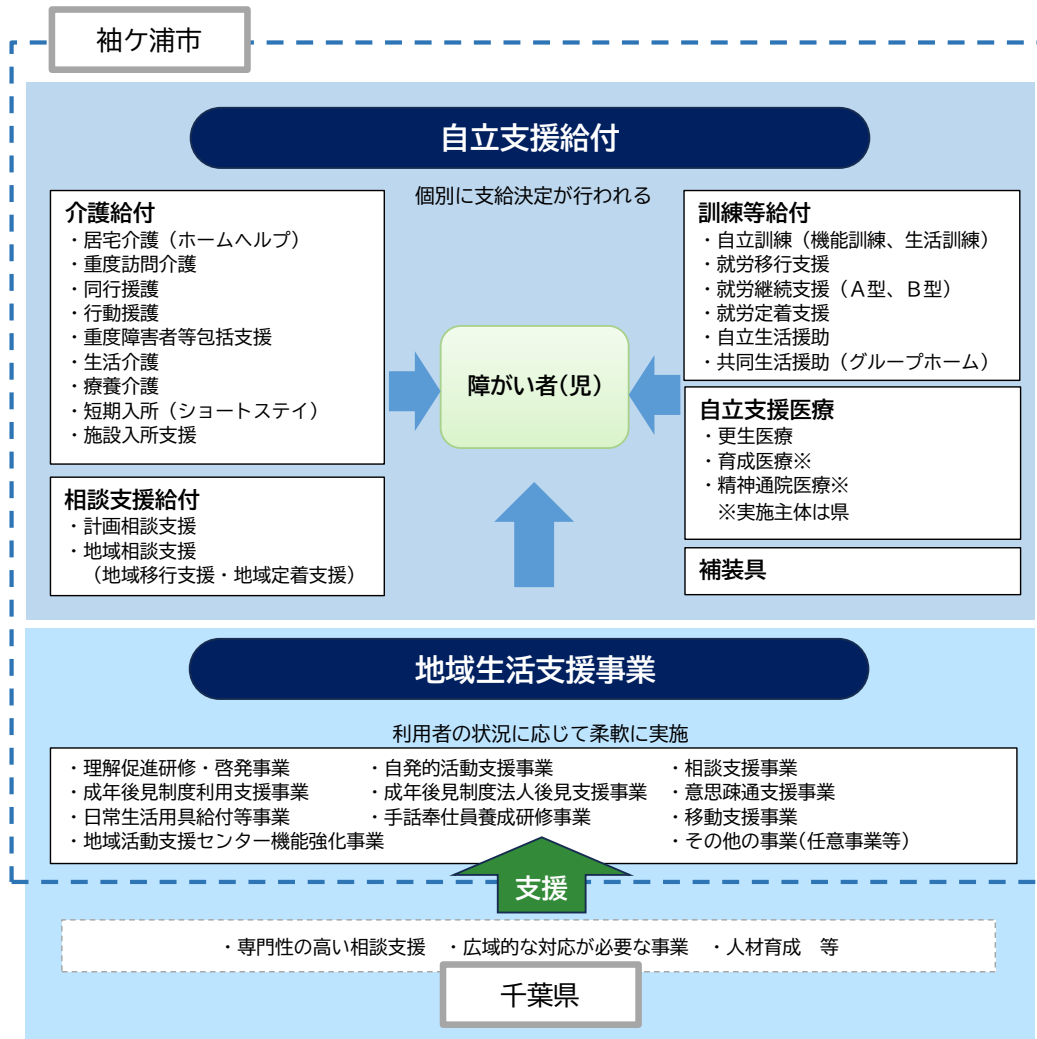 袖ケ浦市
自立支援給付
個別に支給決定が行われる
介護給付
・居宅介護（ホームヘルプ）
・重度訪問介護
・同行援護
・行動援護
・重度障害者等包括支援
・生活介護
・療養介護
・短期入所（ショートステイ）
・施設入所支援
相談支援給付
・計画相談支援
・地域相談支援
（地域移行支援・地域定着支援）
障がい者(児)
訓練等給付
・自立訓練（機能訓練、生活訓練）
・就労移行支援
・就労継続支援（Ａ型、Ｂ型）
・就労定着支援
・自立生活援助
・共同生活援助（グループホーム）
自立支援医療
・更生医療
・育成医療※
・精神通院医療※
※実施主体は県
補装具
地域生活支援事業
利用者の状況に応じて柔軟に実施
・理解促進研修・啓発事業　・自発的活動支援事業　・相談支援事業
・成年後見制度利用支援事業　・成年後見制度法人後見支援事業　・意思疎通支援事業
・日常生活用具給付等事業　・手話奉仕員養成研修事業　・移動支援事業
・地域活動支援センター機能強化事業　・その他の事業(任意事業等)
支援
・専門性の高い相談支援　・広域的な対応が必要な事業　・人材育成　等
千葉県